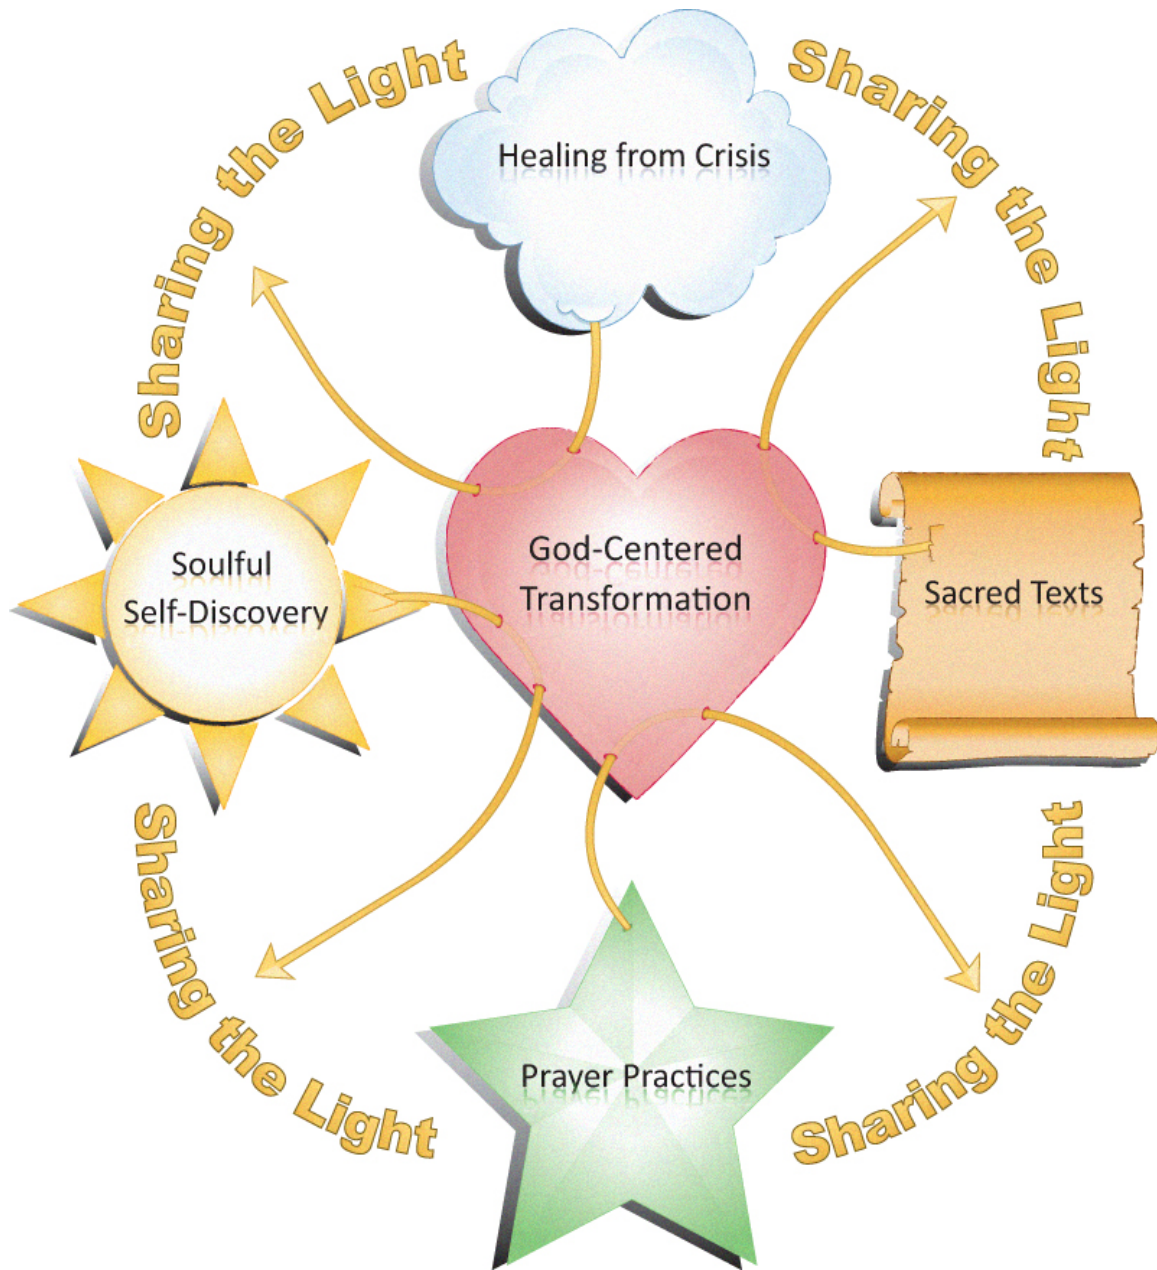 Sharing the Light
Sharing the Light
Healing from Crisis
God-Centered
Transformation
Soulful
Self-Discovery
Sacred Texts
Prayer Practices
Sharing the Light
Sharing the Light